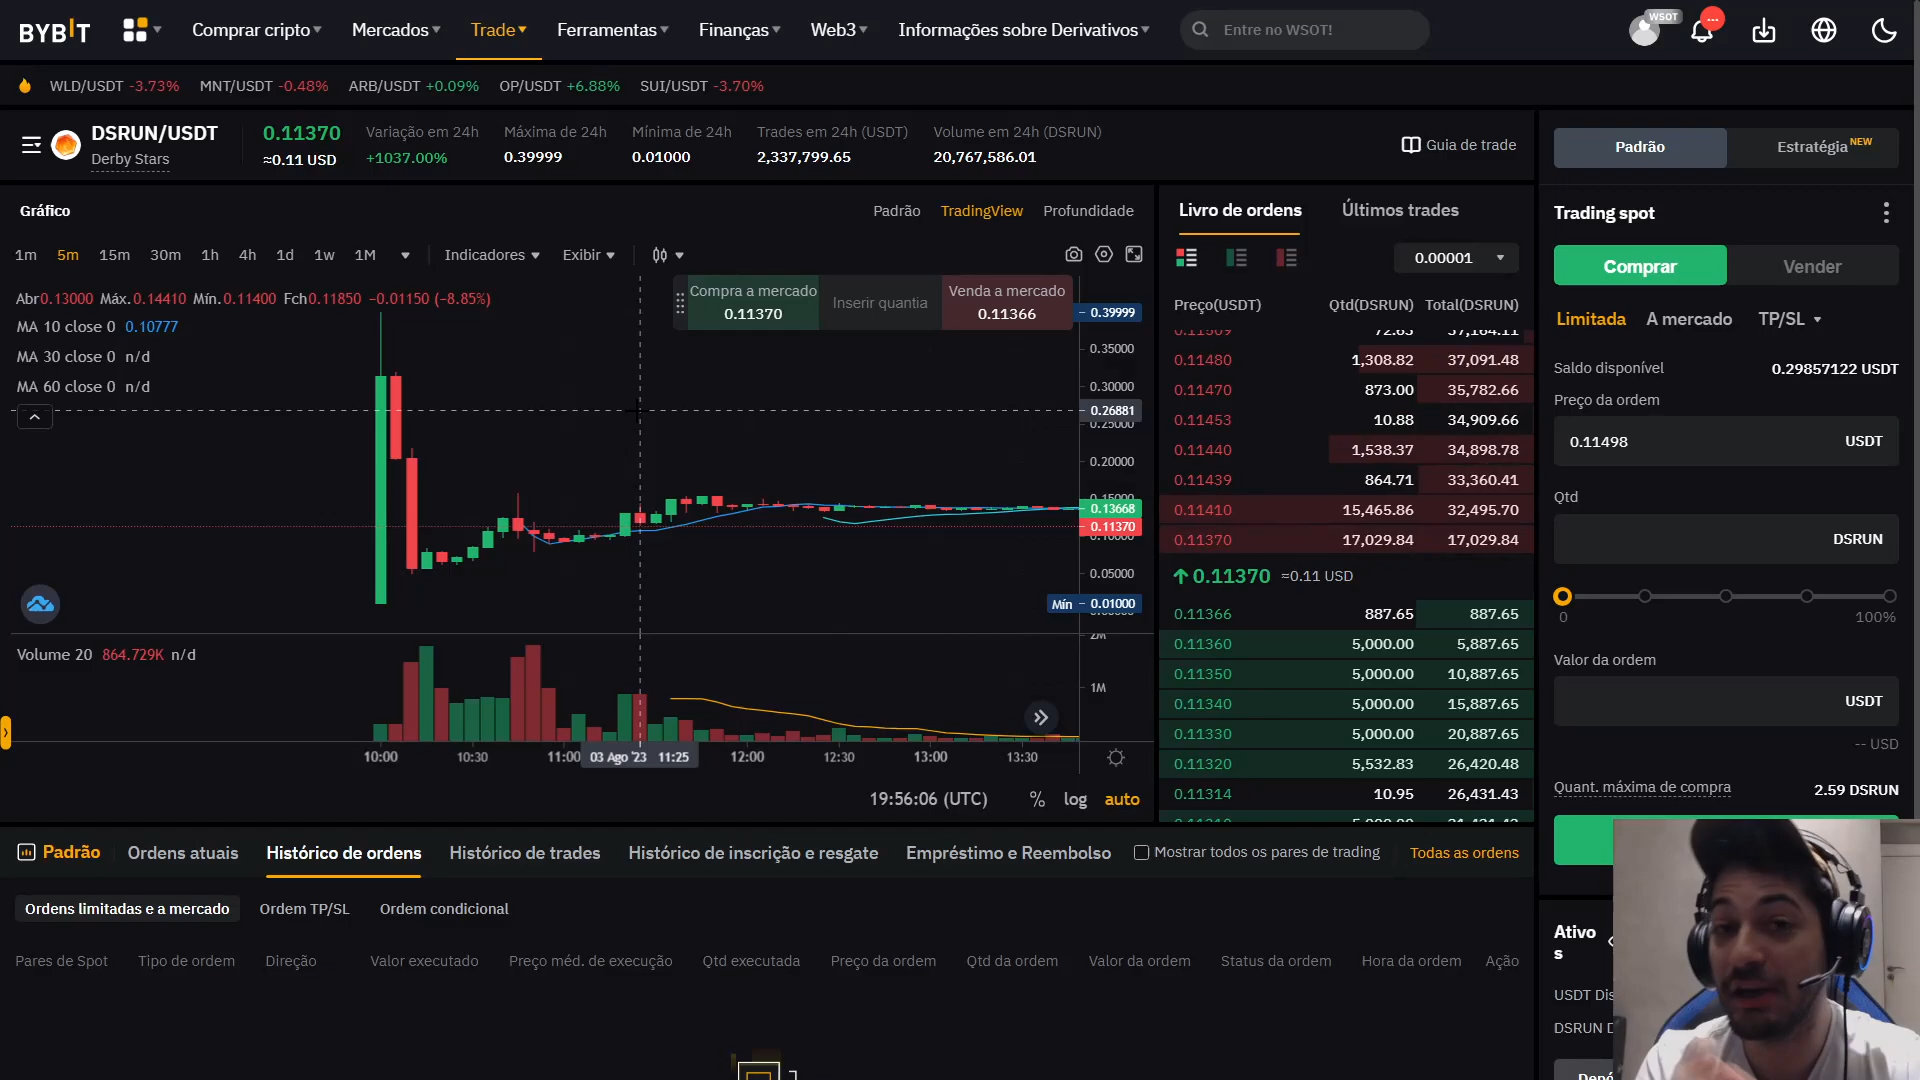 BYBIT Comprar cripto Mercados Trade Ferramentas Finanças Web3 Informações sobre Derivativos Entre no WSOT! WSOT ...
WLD/USDT -3.73% MNT/USDT -0.48% ARB/USDT +0.09% OP/USDT +6.88% SUI/USDT -3.70%
DSRUN/USDT 0.11370 Variação em 24h Máxima de 24h Mínima de 24h Trades em 24h (USDT) Volume em 24h (DSRUN)
Derby Stars ≈0.11 USD +1037.00% 0.39999 0.01000 2,337,799.65 20,767,586.01
Guia de trade
Padrão Estratégia NEW
Gráfico Padrão TradingView Profundidade
1m 5m 15m 30m 1h 4h 1d 1w 1M Indicadores Exibir
Abr0.13000 Máx.0.14410 Mín.0.11400 Fch0.11850 −0.01150 (−8.85%)
MA 10 close 0 0.10777
MA 30 close 0 n/d
MA 60 close 0 n/d
Compra a mercado Inserir quantia Venda a mercado
0.11370 0.11366
0.39999
0.35000
0.30000
0.26881
0.25000
0.20000
0.15000
0.13668
0.11370
0.10000
0.05000
Mín 0.01000
Volume 20 864.729K n/d
2M
1M
10:00 10:30 11:00 03 Ago '23 11:25 12:00 12:30 13:00 13:30
19:56:06 (UTC) % log auto
Livro de ordens Últimos trades
0.00001
Preço(USDT) Qtd(DSRUN) Total(DSRUN)
0.11509 72.63 37,164.11
0.11480 1,308.82 37,091.48
0.11470 873.00 35,782.66
0.11453 10.88 34,909.66
0.11440 1,538.37 34,898.78
0.11439 864.71 33,360.41
0.11410 15,465.86 32,495.70
0.11370 17,029.84 17,029.84
0.11370 ≈0.11 USD
0.11366 887.65 887.65
0.11360 5,000.00 5,887.65
0.11350 5,000.00 10,887.65
0.11340 5,000.00 15,887.65
0.11330 5,000.00 20,887.65
0.11320 5,532.83 26,420.48
0.11314 10.95 26,431.43
Trading spot
Comprar Vender
Limitada A mercado TP/SL
Saldo disponível 0.29857122 USDT
Preço da ordem
0.11498 USDT
Qtd
DSRUN
0 100%
Valor da ordem
USDT
-- USD
Quant. máxima de compra 2.59 DSRUN
Padrão Ordens atuais Histórico de ordens Histórico de trades Histórico de inscrição e resgate Empréstimo e Reembolso Mostrar todos os pares de trading Todas as ordens
Ordens limitadas e a mercado Ordem TP/SL Ordem condicional
Pares de Spot Tipo de ordem Direção Valor executado Preço méd. de execução Qtd executada Preço da ordem Qtd da ordem Valor da ordem Status da ordem Hora da ordem Ação
Ativo
s
USDT Dis
DSRUN D